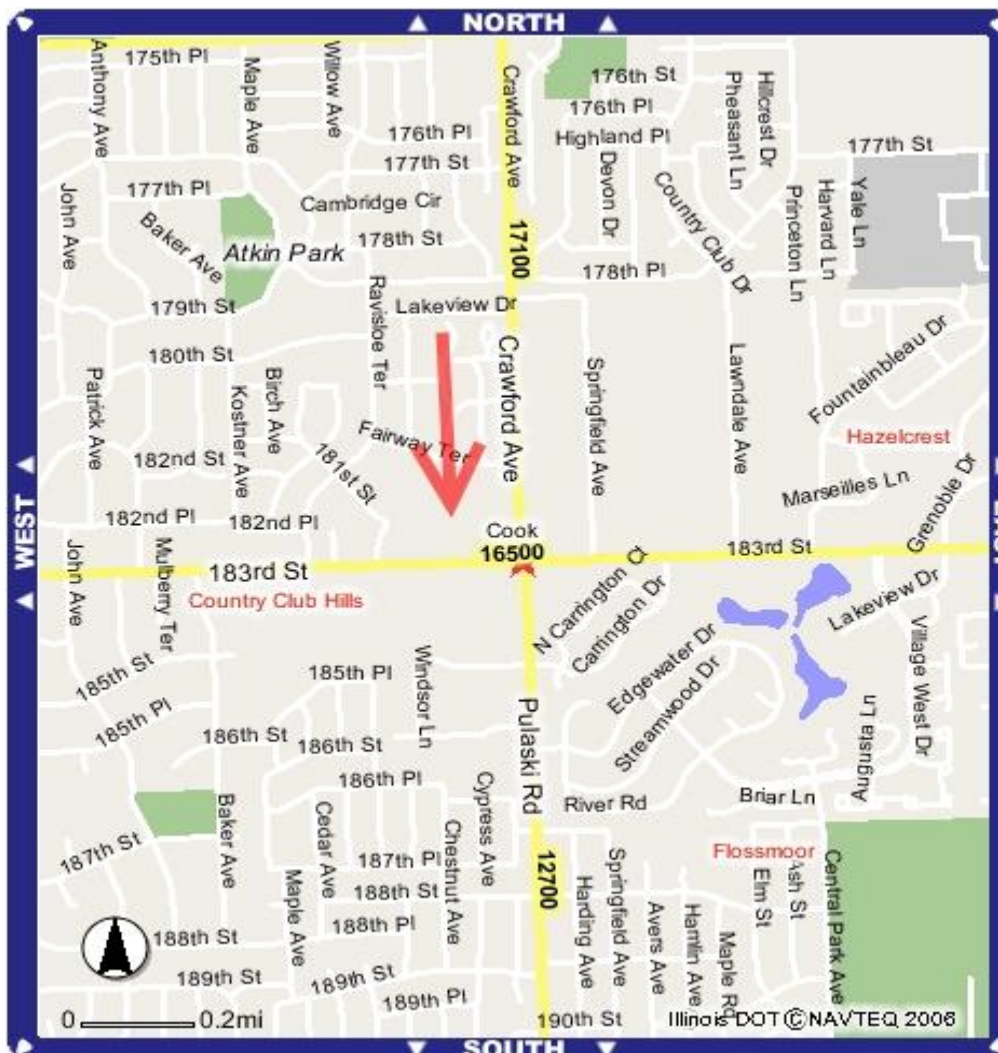 NORTH
175th Pl
Anthony Ave
Maple Ave
Willow Ave
Crawford Ave
176th St
176th Pl
Highland Pl
Hillcrest Dr
Pheasant Ln
176th Pl
177th St
177th St
John Ave
177th Pl
Cambridge Cir
Devon Dr
Country Club Dr
Princeton Ln
Harvard Ln
Yale Ln
Baker Ave
Atkin Park
178th St
17100
178th Pl
179th St
Ravisloe Ter
Lakeview Dr
180th St
Crawford Ave
Springfield Ave
Lawndale Ave
Fountainbleau Dr
Patrick Ave
Kostner Ave
Birch Ave
Fairway Ter
Hazelcrest
182nd St
181st St
Marseilles Ln
Grenoble Dr
WEST
182nd Pl
182nd Pl
Cook
16500
183rd St
183rd St
John Ave
Mulberry Ter
Country Club Hills
N Carrington Ct
Carrington Dr
Lakeview Dr
185th St
185th Pl
Windsor Ln
Edgewater Dr
Streamwood Dr
Village West Dr
185th Pl
Pulaski Rd
Augusta Ln
186th St
186th St
186th Pl
River Rd
Briar Ln
187th St
Baker Ave
Cedar Ave
Cypress Ave
187th Pl
Chestnut Ave
12700
Flossmoor
Maple Ave
188th St
Harding Ave
Springfield Ave
Elm St
Ash St
Central Park Ave
188th Pl
Avers Ave
Hamlin Ave
Maple Rd
188th St
189th St
189th St
189th Pl
190th St
0
0.2mi
Illinois DOT © NAVTEQ 2006
SOUTH